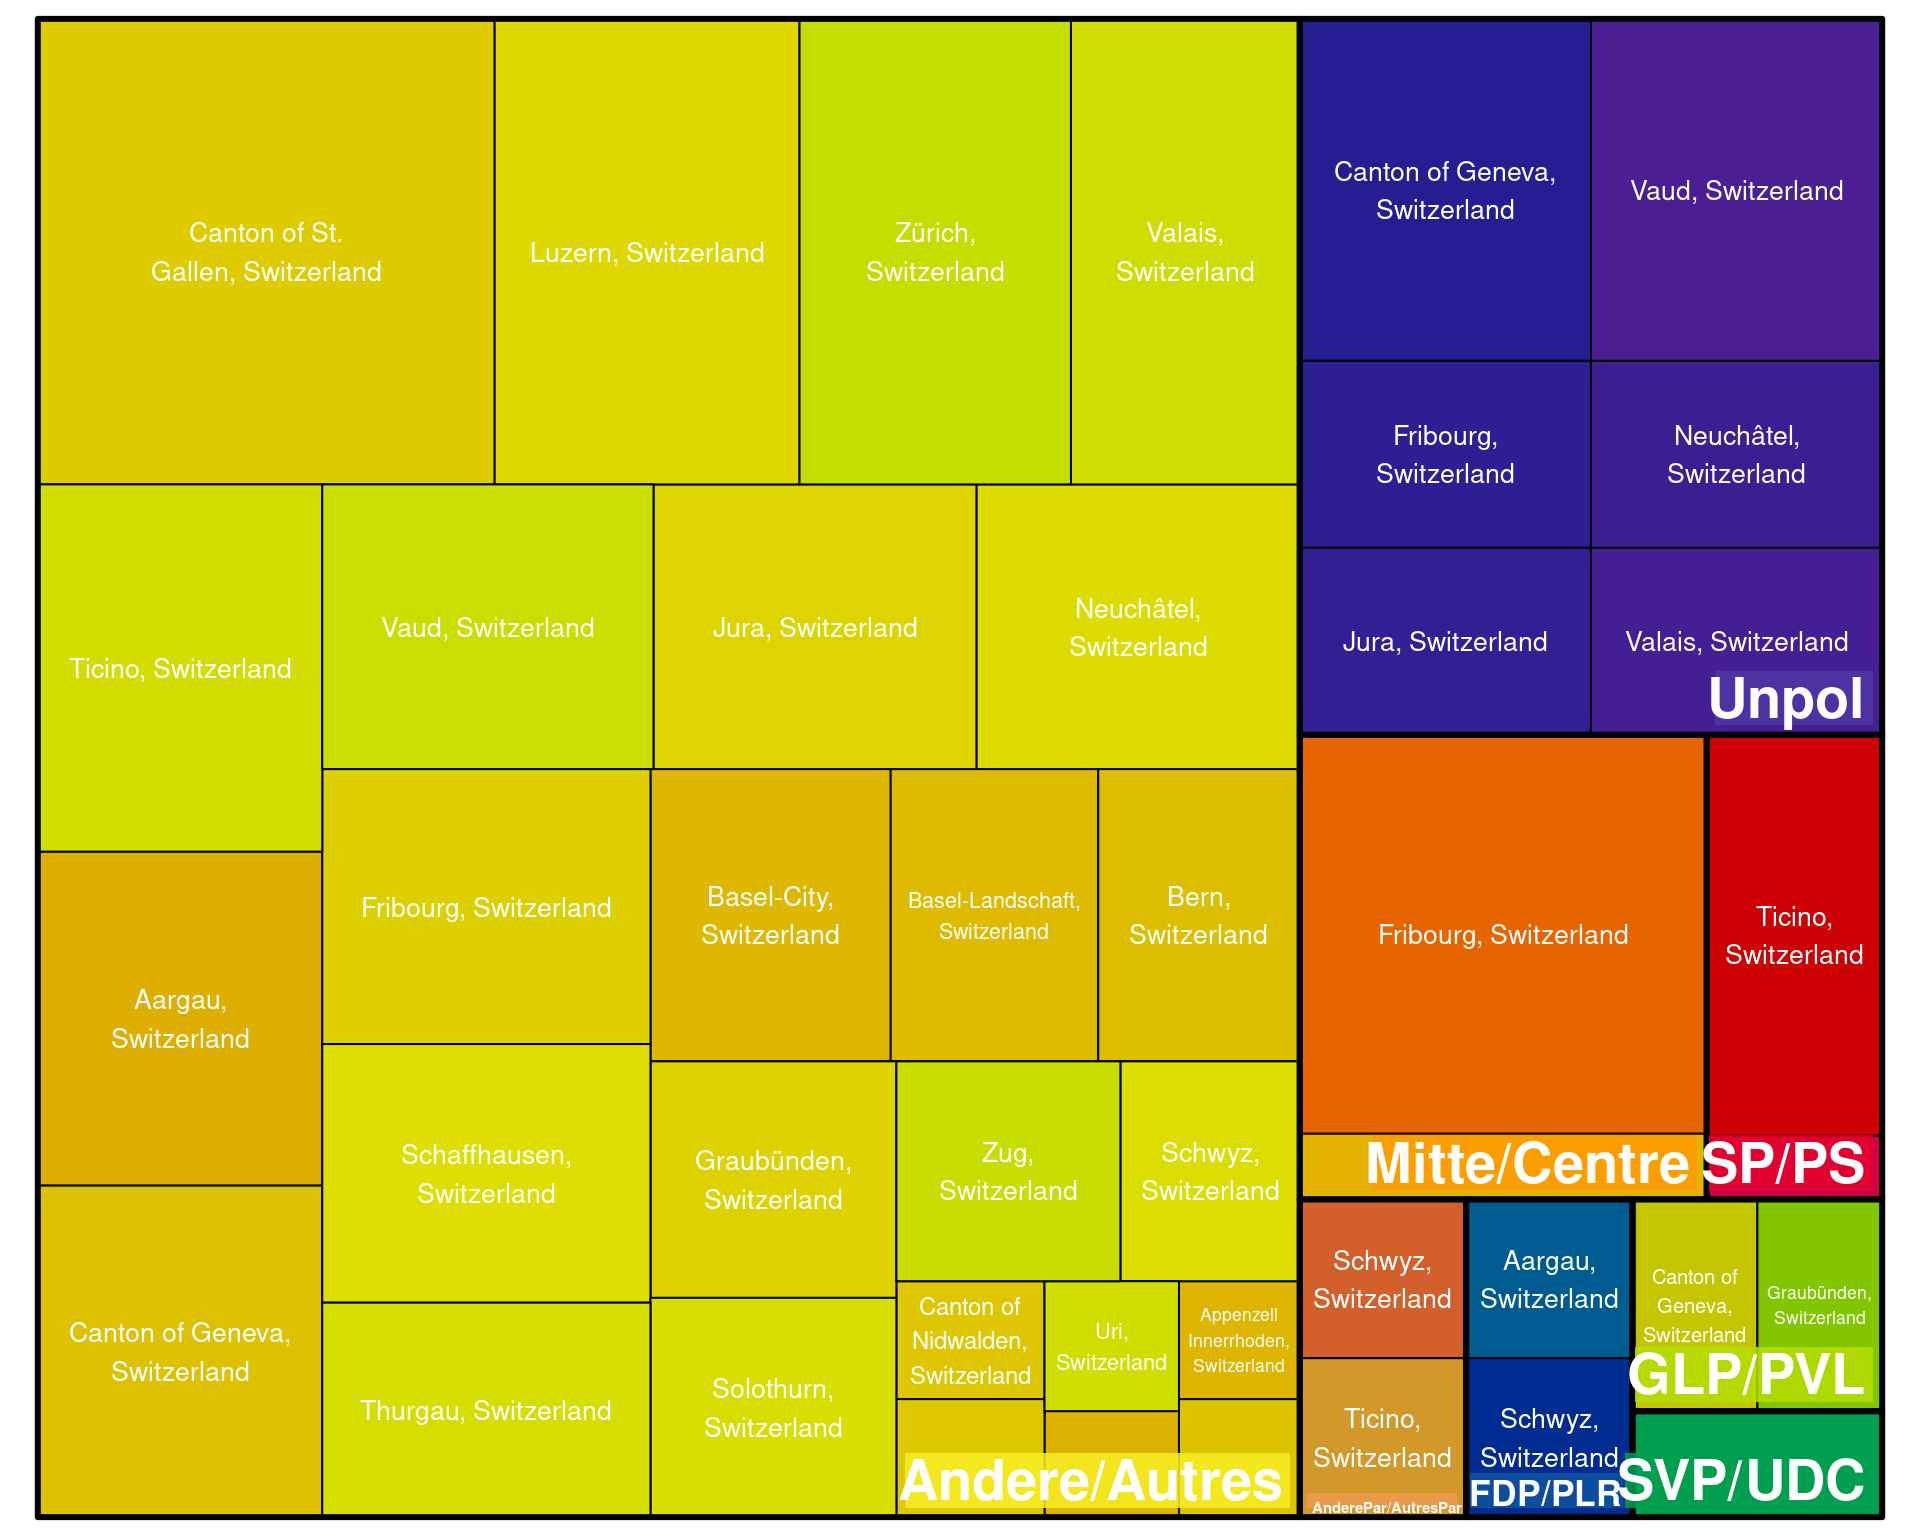 Canton of St.
Gallen, Switzerland
Luzern, Switzerland
Zürich,
Switzerland
Valais,
Switzerland
Ticino, Switzerland
Vaud, Switzerland
Jura, Switzerland
Neuchâtel,
Switzerland
Aargau,
Switzerland
Fribourg, Switzerland
Basel-City,
Switzerland
Basel-Landschaft,
Switzerland
Bern,
Switzerland
Canton of Geneva,
Switzerland
Schaffhausen,
Switzerland
Graubünden,
Switzerland
Zug,
Switzerland
Schwyz,
Switzerland
Thurgau, Switzerland
Solothurn,
Switzerland
Canton of
Nidwalden,
Switzerland
Uri,
Switzerland
Appenzell
Innerrhoden,
Switzerland
Andere/Autres
Canton of Geneva,
Switzerland
Vaud, Switzerland
Fribourg,
Switzerland
Neuchâtel,
Switzerland
Jura, Switzerland
Valais, Switzerland
Unpol
Fribourg, Switzerland
Mitte/Centre
Ticino,
Switzerland
SP/PS
Schwyz,
Switzerland
Ticino,
Switzerland
AnderePar/AutresPar
Aargau,
Switzerland
Schwyz,
Switzerland
FDP/PLR
Canton of
Geneva,
Switzerland
Graubünden,
Switzerland
GLP/PVL
SVP/UDC